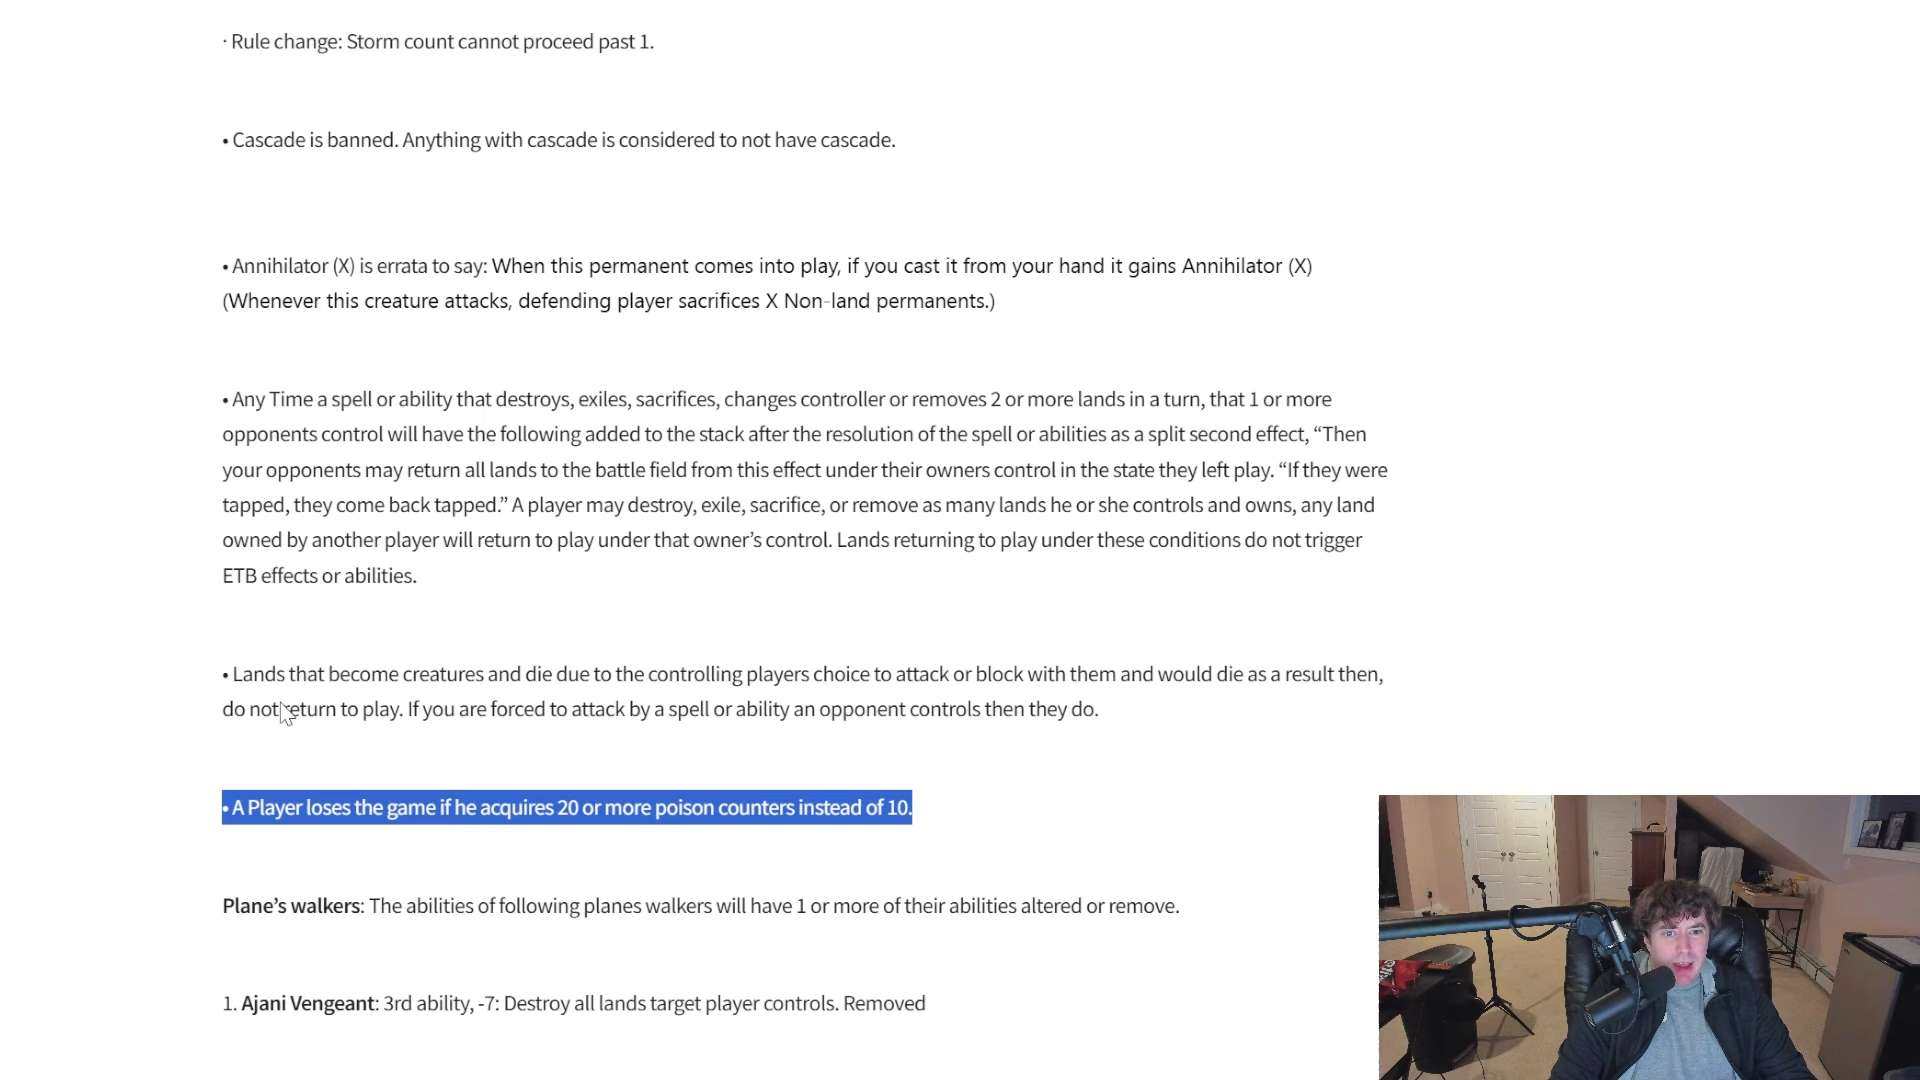 · Rule change: Storm count cannot proceed past 1.
• Cascade is banned. Anything with cascade is considered to not have cascade.
• Annihilator (X) is errata to say: When this permanent comes into play, if you cast it from your hand it gains Annihilator (X)
(Whenever this creature attacks, defending player sacrifices X Non-land permanents.)
• Any Time a spell or ability that destroys, exiles, sacrifices, changes controller or removes 2 or more lands in a turn, that 1 or more
opponents control will have the following added to the stack after the resolution of the spell or abilities as a split second effect, “Then
your opponents may return all lands to the battle field from this effect under their owners control in the state they left play. “If they were
tapped, they come back tapped.” A player may destroy, exile, sacrifice, or remove as many lands he or she controls and owns, any land
owned by another player will return to play under that owner’s control. Lands returning to play under these conditions do not trigger
ETB effects or abilities.
• Lands that become creatures and die due to the controlling players choice to attack or block with them and would die as a result then,
do not return to play. If you are forced to attack by a spell or ability an opponent controls then they do.
• A Player loses the game if he acquires 20 or more poison counters instead of 10.
Plane’s walkers: The abilities of following planes walkers will have 1 or more of their abilities altered or remove.
1. Ajani Vengeant: 3rd ability, -7: Destroy all lands target player controls. Removed